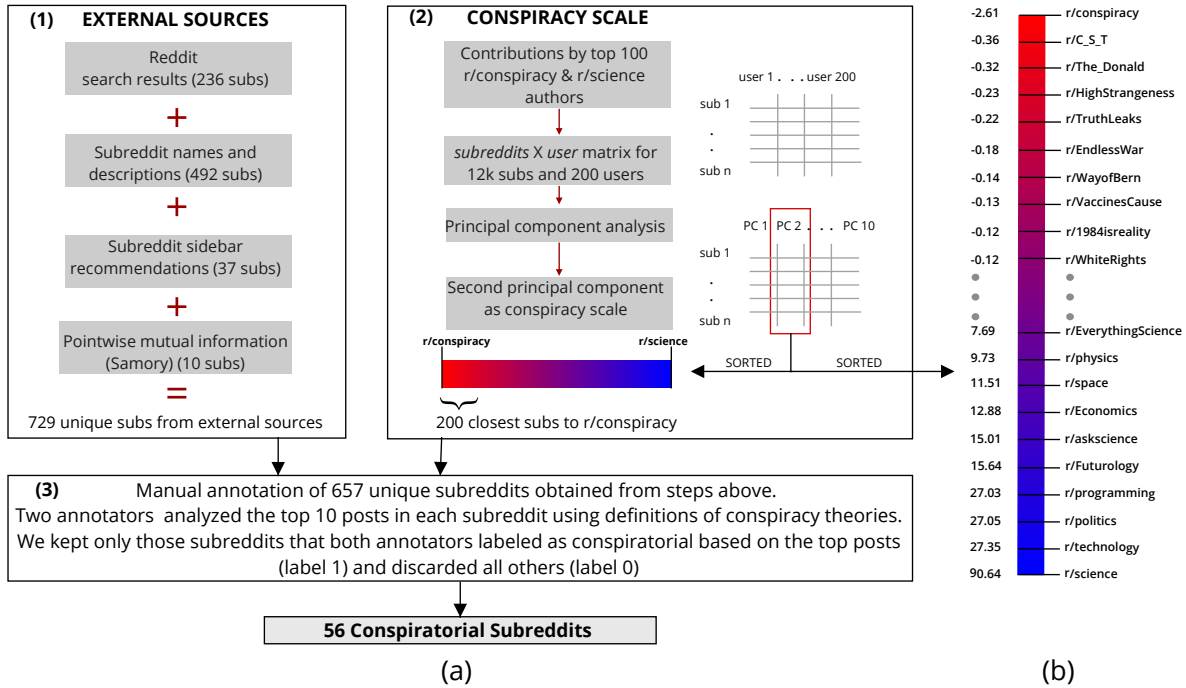 (1) EXTERNAL SOURCES
Reddit
search results (236 subs)
+
Subreddit names and
descriptions (492 subs)
+
Subreddit sidebar
recommendations (37 subs)
+
Pointwise mutual information
(Samory) (10 subs)
=
729 unique subs from external sources
(2) CONSPIRACY SCALE
Contributions by top 100
r/conspiracy & r/science
authors
subreddits X user matrix for
12k subs and 200 users
Principal component analysis
Second principal component
as conspiracy scale
r/conspiracy r/science
200 closest subs to r/conspiracy
user 1 . . . user 200
sub 1
.
.
sub n
PC 1 PC 2 . . . PC 10
sub 1
.
.
sub n
SORTED SORTED
(3) Manual annotation of 657 unique subreddits obtained from steps above.
Two annotators analyzed the top 10 posts in each subreddit using definitions of conspiracy theories.
We kept only those subreddits that both annotators labeled as conspiratorial based on the top posts
(label 1) and discarded all others (label 0)
56 Conspiratorial Subreddits
(a)
-2.61 r/conspiracy
-0.36 r/C_S_T
-0.32 r/The_Donald
-0.23 r/HighStrangeness
-0.22 r/TruthLeaks
-0.18 r/EndlessWar
-0.14 r/WayofBern
-0.13 r/VaccinesCause
-0.12 r/1984isreality
-0.12 r/WhiteRights
7.69 r/EverythingScience
9.73 r/physics
11.51 r/space
12.88 r/Economics
15.01 r/askscience
15.64 r/Futurology
27.03 r/programming
27.05 r/politics
27.35 r/technology
90.64 r/science
(b)